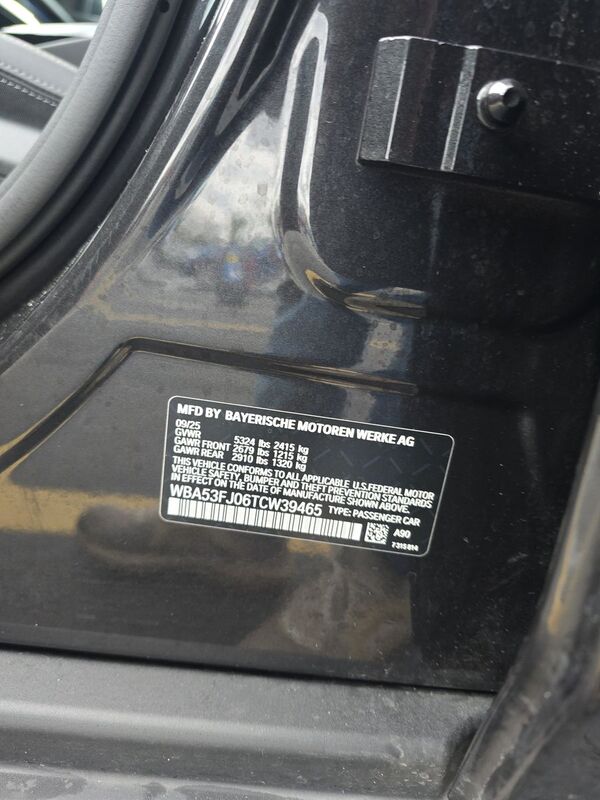 MFD BY BAYERISCHE MOTOREN WERKE AG
09/25
GVWR 5324 lbs 2415 kg
GAWR FRONT 2679 lbs 1215 kg
GAWR REAR 2910 lbs 1320 kg
THIS VEHICLE CONFORMS TO ALL APPLICABLE U.S.FEDERAL MOTOR
VEHICLE SAFETY, BUMPER AND THEFT PREVENTION STANDARDS
IN EFFECT ON THE DATE OF MANUFACTURE SHOWN ABOVE.
WBA53FJ06TCW39465 TYPE: PASSENGER CAR
A90
7315814